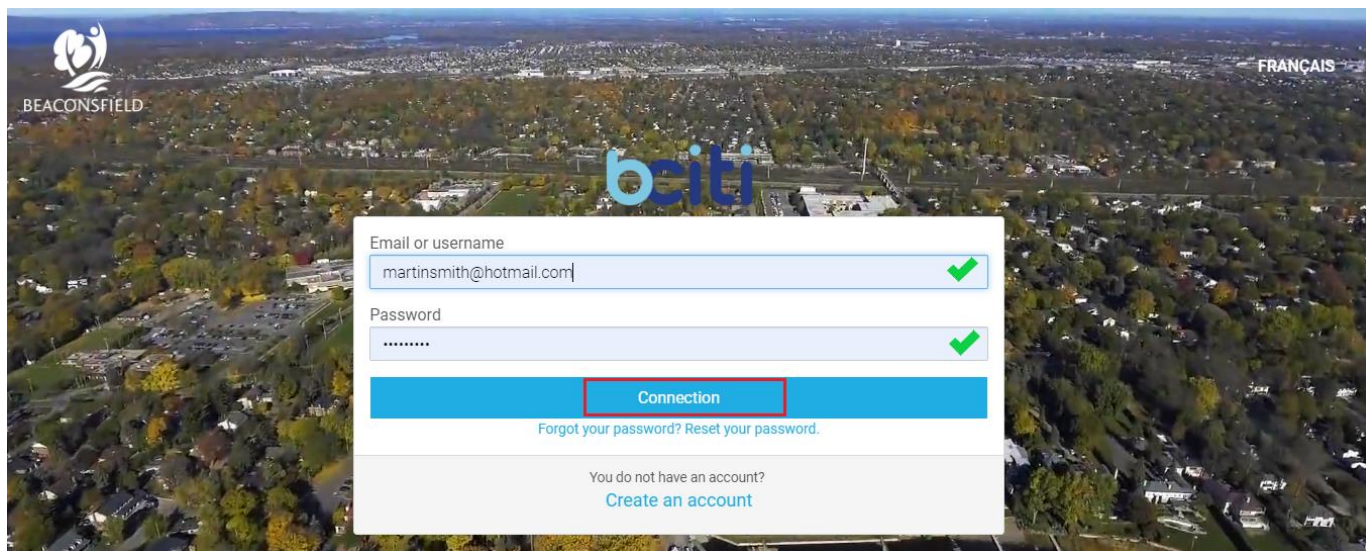 BEACONSFIELD
FRANÇAIS
bciti
Email or username
martinsmith@hotmail.com
Password
•••••••••
Connection
Forgot your password? Reset your password.
You do not have an account?
Create an account